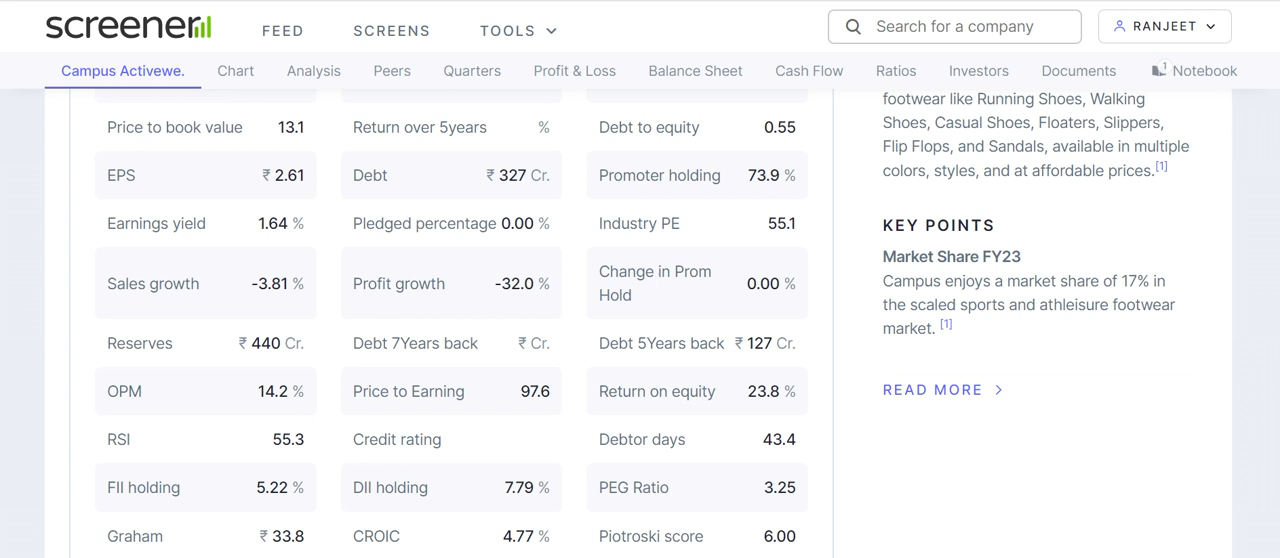 screener
FEED SCREENS TOOLS
Search for a company
RANJEET
Campus Activewe. Chart Analysis Peers Quarters Profit & Loss Balance Sheet Cash Flow Ratios Investors Documents 1 Notebook
Price to book value 13.1 Return over 5years % Debt to equity 0.55
EPS ₹ 2.61 Debt ₹ 327 Cr. Promoter holding 73.9 %
Earnings yield 1.64 % Pledged percentage 0.00 % Industry PE 55.1
Sales growth -3.81 % Profit growth -32.0 % Change in Prom
Hold 0.00 %
Reserves ₹ 440 Cr. Debt 7Years back ₹ Cr. Debt 5Years back ₹ 127 Cr.
OPM 14.2 % Price to Earning 97.6 Return on equity 23.8 %
RSI 55.3 Credit rating Debtor days 43.4
FII holding 5.22 % DII holding 7.79 % PEG Ratio 3.25
Graham ₹ 33.8 CROIC 4.77 % Piotroski score 6.00
footwear like Running Shoes, Walking
Shoes, Casual Shoes, Floaters, Slippers,
Flip Flops, and Sandals, available in multiple
colors, styles, and at affordable prices.[1]
KEY POINTS
Market Share FY23
Campus enjoys a market share of 17% in
the scaled sports and athleisure footwear
market. [1]
READ MORE